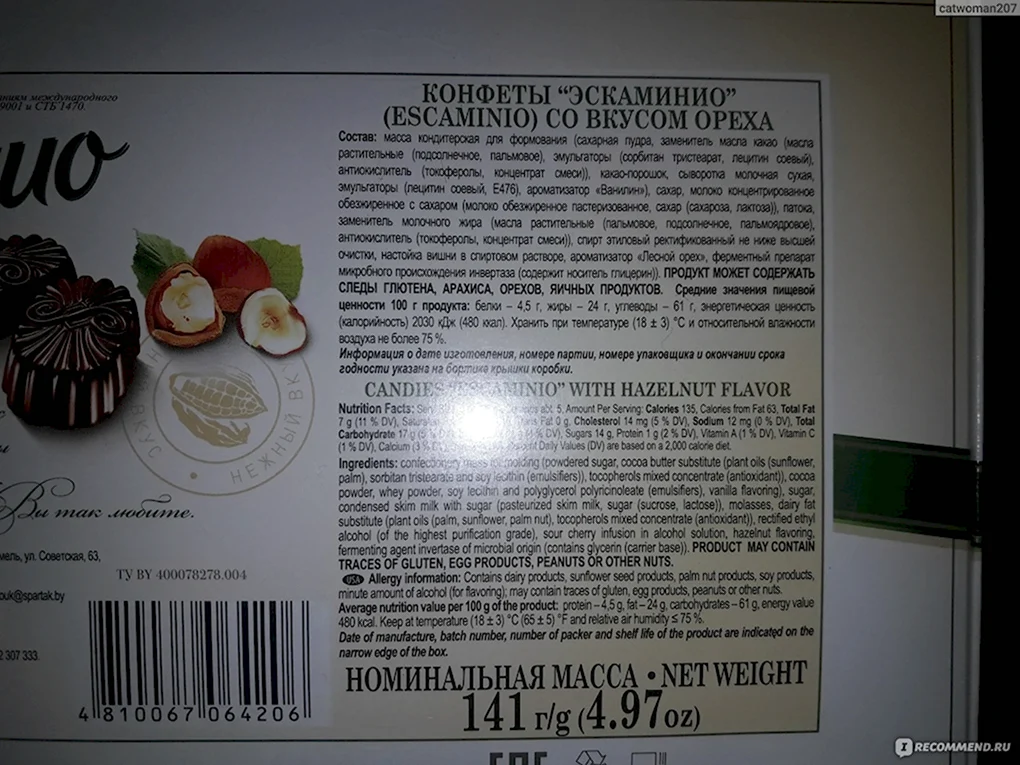 catwoman207
ниям международного
9001 и СТБ 1470.
нио
КОНФЕТЫ "ЭСКАМИНИО"
(ESCAMINIO) СО ВКУСОМ ОРЕХА
Состав: масса кондитерская для формования (сахарная пудра, заменитель масла какао (масла
растительные (подсолнечное, пальмовое), эмульгаторы (сорбитан тристеарат, лецитин соевый),
антиокислитель (токоферолы, концентрат смеси)), какао-порошок, сыворотка молочная сухая,
эмульгаторы (лецитин соевый, Е476), ароматизатор «Ванилин»), сахар, молоко концентрированное
обезжиренное с сахаром (молоко обезжиренное пастеризованное, сахар (сахароза, лактоза)), патока,
заменитель молочного жира (масла растительные (пальмовое, подсолнечное, пальмоядровое),
антиокислитель (токоферолы, концентрат смеси)), спирт этиловый ректификованный не ниже высшей
очистки, настойка вишни в спиртовом растворе, ароматизатор «Лесной орех», ферментный препарат
микробного происхождения инвертаза (содержит носитель глицерин)). ПРОДУКТ МОЖЕТ СОДЕРЖАТЬ
СЛЕДЫ ГЛЮТЕНА, АРАХИСА, ОРЕХОВ, ЯИЧНЫХ ПРОДУКТОВ. Средние значения пищевой
ценности 100 г продукта: белки – 4,5 г, жиры – 24 г, углеводы – 61 г, энергетическая ценность
(калорийность) 2030 кДж (480 ккал). Хранить при температуре (18 ± 3) °С и относительной влажности
воздуха не более 75 %.
Информация о дате изготовления, номере партии, номере упаковщика и окончании срока
годности указана на бортике крышки коробки.
CANDIES "ESCAMINIO" WITH HAZELNUT FLAVOR
Nutrition Facts: abt. 5, Amount Per Serving: Calories 135, Calories from Fat 63, Total Fat
7 g (11 % DV), Fat 0 g, Cholesterol 14 mg (5 % DV), Sodium 12 mg (0 % DV), Total
Carbohydrate 17 g DV), Sugars 14 g, Protein 1 g (2 % DV), Vitamin A (1 % DV), Vitamin C
(1 % DV), Calcium (3 % Daily Values (DV) are based on a 2,000 calorie diet.
Ingredients: confectionery mass for molding (powdered sugar, cocoa butter substitute (plant oils (sunflower,
palm), sorbitan tristearate and soy lecithin (emulsifiers)), tocopherols mixed concentrate (antioxidant)), cocoa
powder, whey powder, soy lecithin and polyglycerol polyricinoleate (emulsifiers), vanilla flavoring), sugar,
condensed skim milk with sugar (pasteurized skim milk, sugar (sucrose, lactose)), molasses, dairy fat
substitute (plant oils (palm, sunflower, palm nut), tocopherols mixed concentrate (antioxidant)), rectified ethyl
alcohol (of the highest purification grade), sour cherry infusion in alcohol solution, hazelnut flavoring,
fermenting agent invertase of microbial origin (contains glycerin (carrier base)). PRODUCT MAY CONTAIN
TRACES OF GLUTEN, EGG PRODUCTS, PEANUTS OR OTHER NUTS.
USA Allergy information: Contains dairy products, sunflower seed products, palm nut products, soy products,
minute amount of alcohol (for flavoring); may contain traces of gluten, egg products, peanuts or other nuts.
Average nutrition value per 100 g of the product: protein – 4,5 g, fat – 24 g, carbohydrates – 61 g, energy value
480 kcal. Keep at temperature (18 ± 3) °C (65 ± 5) °F and relative air humidity ≤ 75 %.
Date of manufacture, batch number, number of packer and shelf life of the product are indicated on the
narrow edge of the box.
НОМИНАЛЬНАЯ МАССА • NET WEIGHT
141 г/g (4.97oz)
ВКУС • НЕЖНЫЙ ВКУ
Вы так любите.
мель, ул. Советская, 63,
ТУ BY 400078278.004
ouk@spartak.by
2 307 333.
4 810067 064206
ЕАС
IRECOMMEND.RU